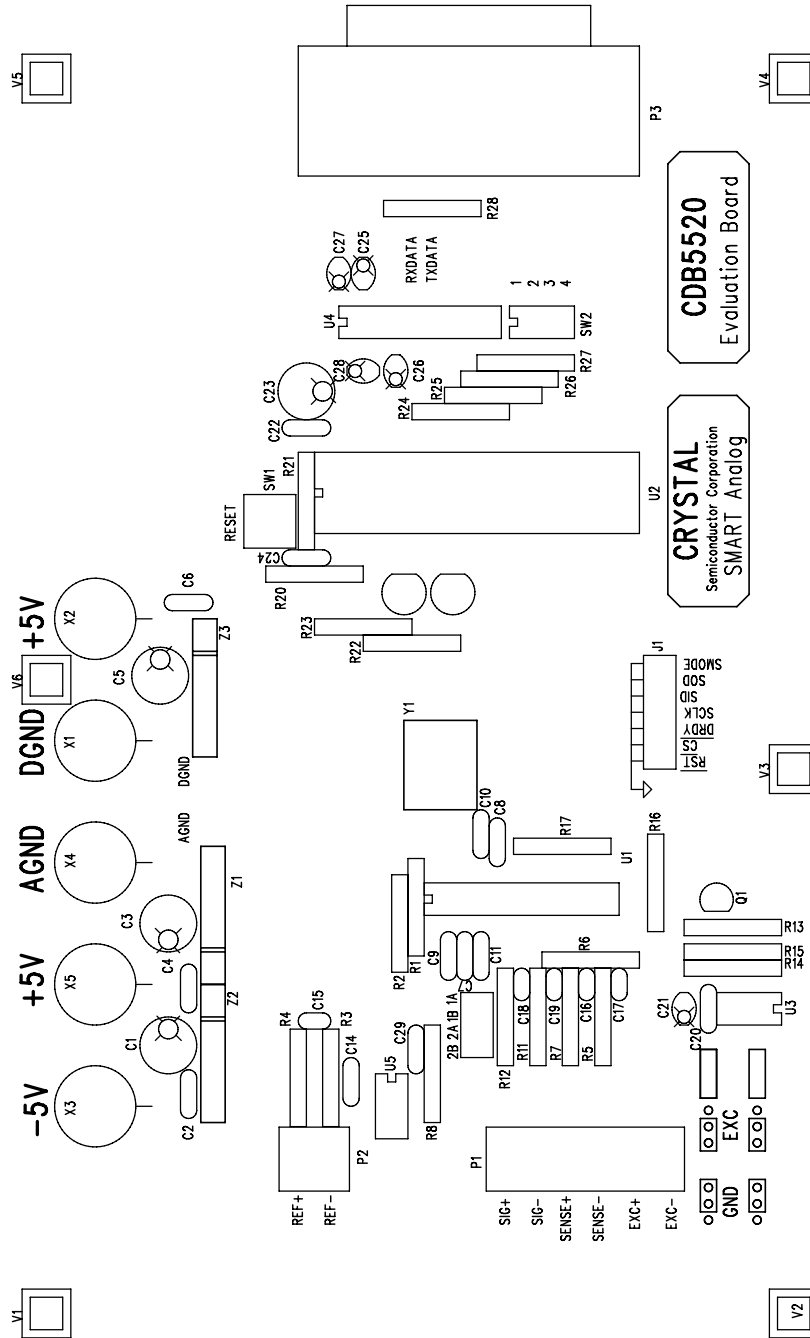 V1
V6
V5
-5V
+5V
AGND
DGND
+5V
X3
X5
X4
X1
X2
C1
C3
C5
C4
C2
AGND
DGND
C6
Z2
Z1
Z3
RESET
SW1
C22
C23
C24
R20
R21
R4
C15
R3
C14
REF+
REF-
P2
R23
R22
C28
C27
C25
U4
C26
U5
C29
R8
R2
R1
Y1
R24
R25
R26
R27
RXDATA
TXDATA
R28
C9
C11
C10
C8
2B 2A 1B 1A
P1
SIG+
SIG-
SENSE+
SENSE-
EXC+
EXC-
R12
R11
R7
R5
C18
C19
C16
C17
R6
R17
U1
R16
1
2
3
4
SW2
U2
P3
J1
RST
CS
DRDY
SCLK
SID
SOD
SMODE
C21
C20
U3
Q1
R13
R15
R14
GND
EXC
CRYSTAL
Semiconductor Corporation
SMART Analog
CDB5520
Evaluation Board
V2
V3
V4